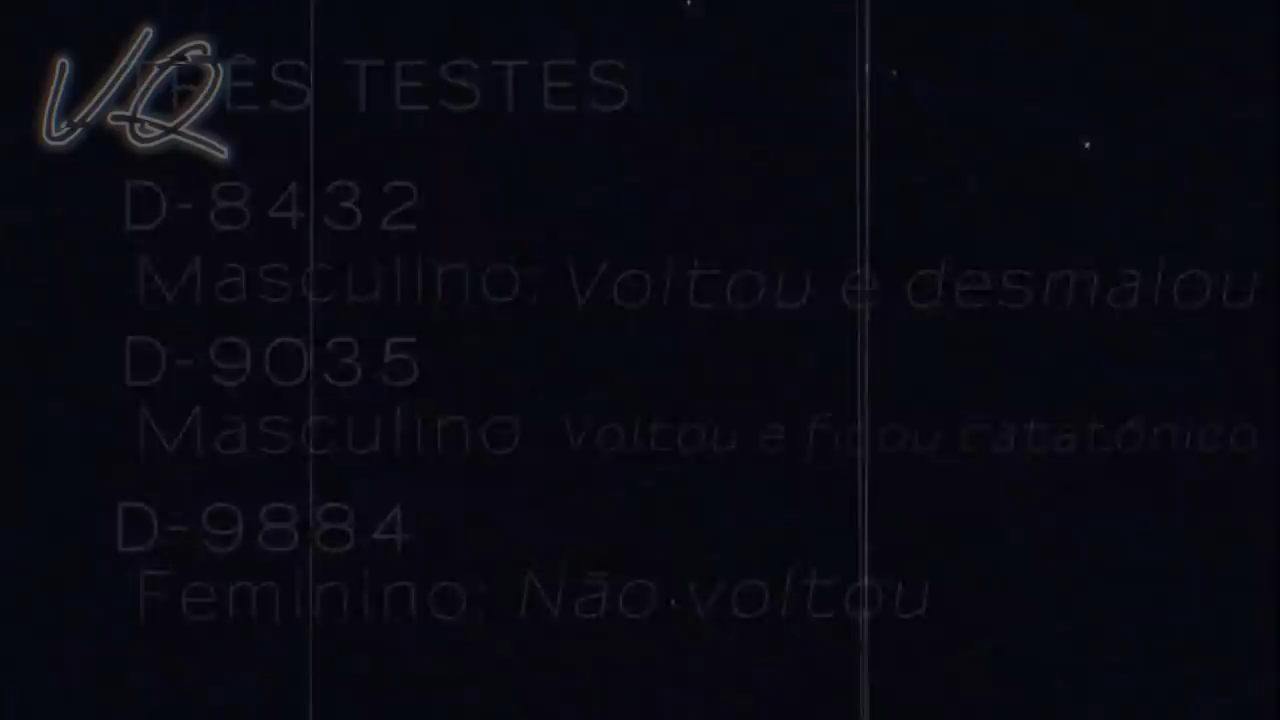 VQ
TRÊS TESTES
D-8432
Masculino: Voltou e desmaiou
D-9035
Masculino Voltou e ficou catatônico
D-9884
Feminino: Não voltou